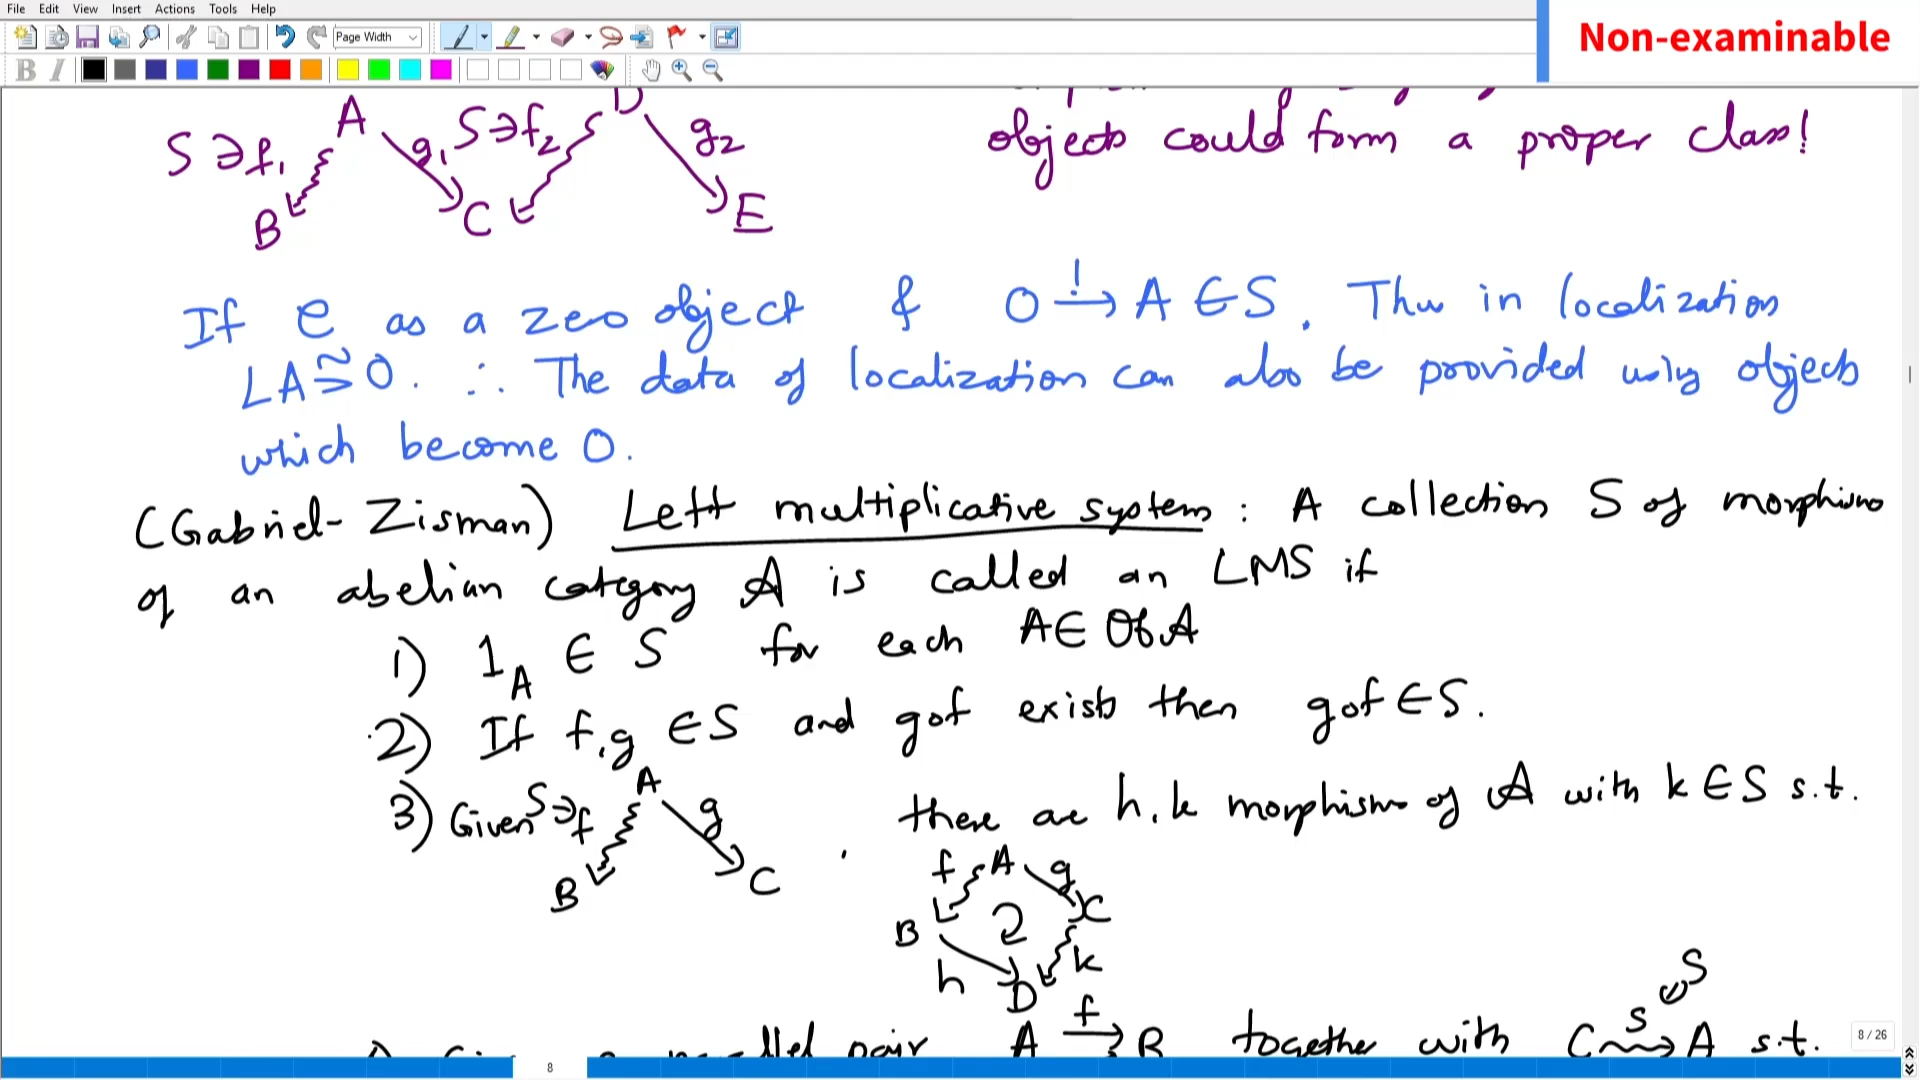 File Edit View Insert Actions Tools Help
Page Width
Non-examinable
S ∋ f₁ A g₁ S∋f₂ D g₂
B C E
objects could form a proper class!
If C as a zero object & 0 →! A ∈ S. Thu in localization
LA ≅ 0. ∴ The data of localization can also be provided using objects
which become 0.
(Gabriel-Zisman) Left multiplicative system : A collection S of morphisms
of an abelian category A is called an LMS if
1) 1_A ∈ S for each A ∈ Ob A
2) If f,g ∈ S and gof exists then gof ∈ S.
3) Given S∋f A g there are h,k morphisms of A with k ∈ S s.t.
B C
f A g
B C
h D k
f S
pair A → B together with C s A s.t.
8 / 26
8